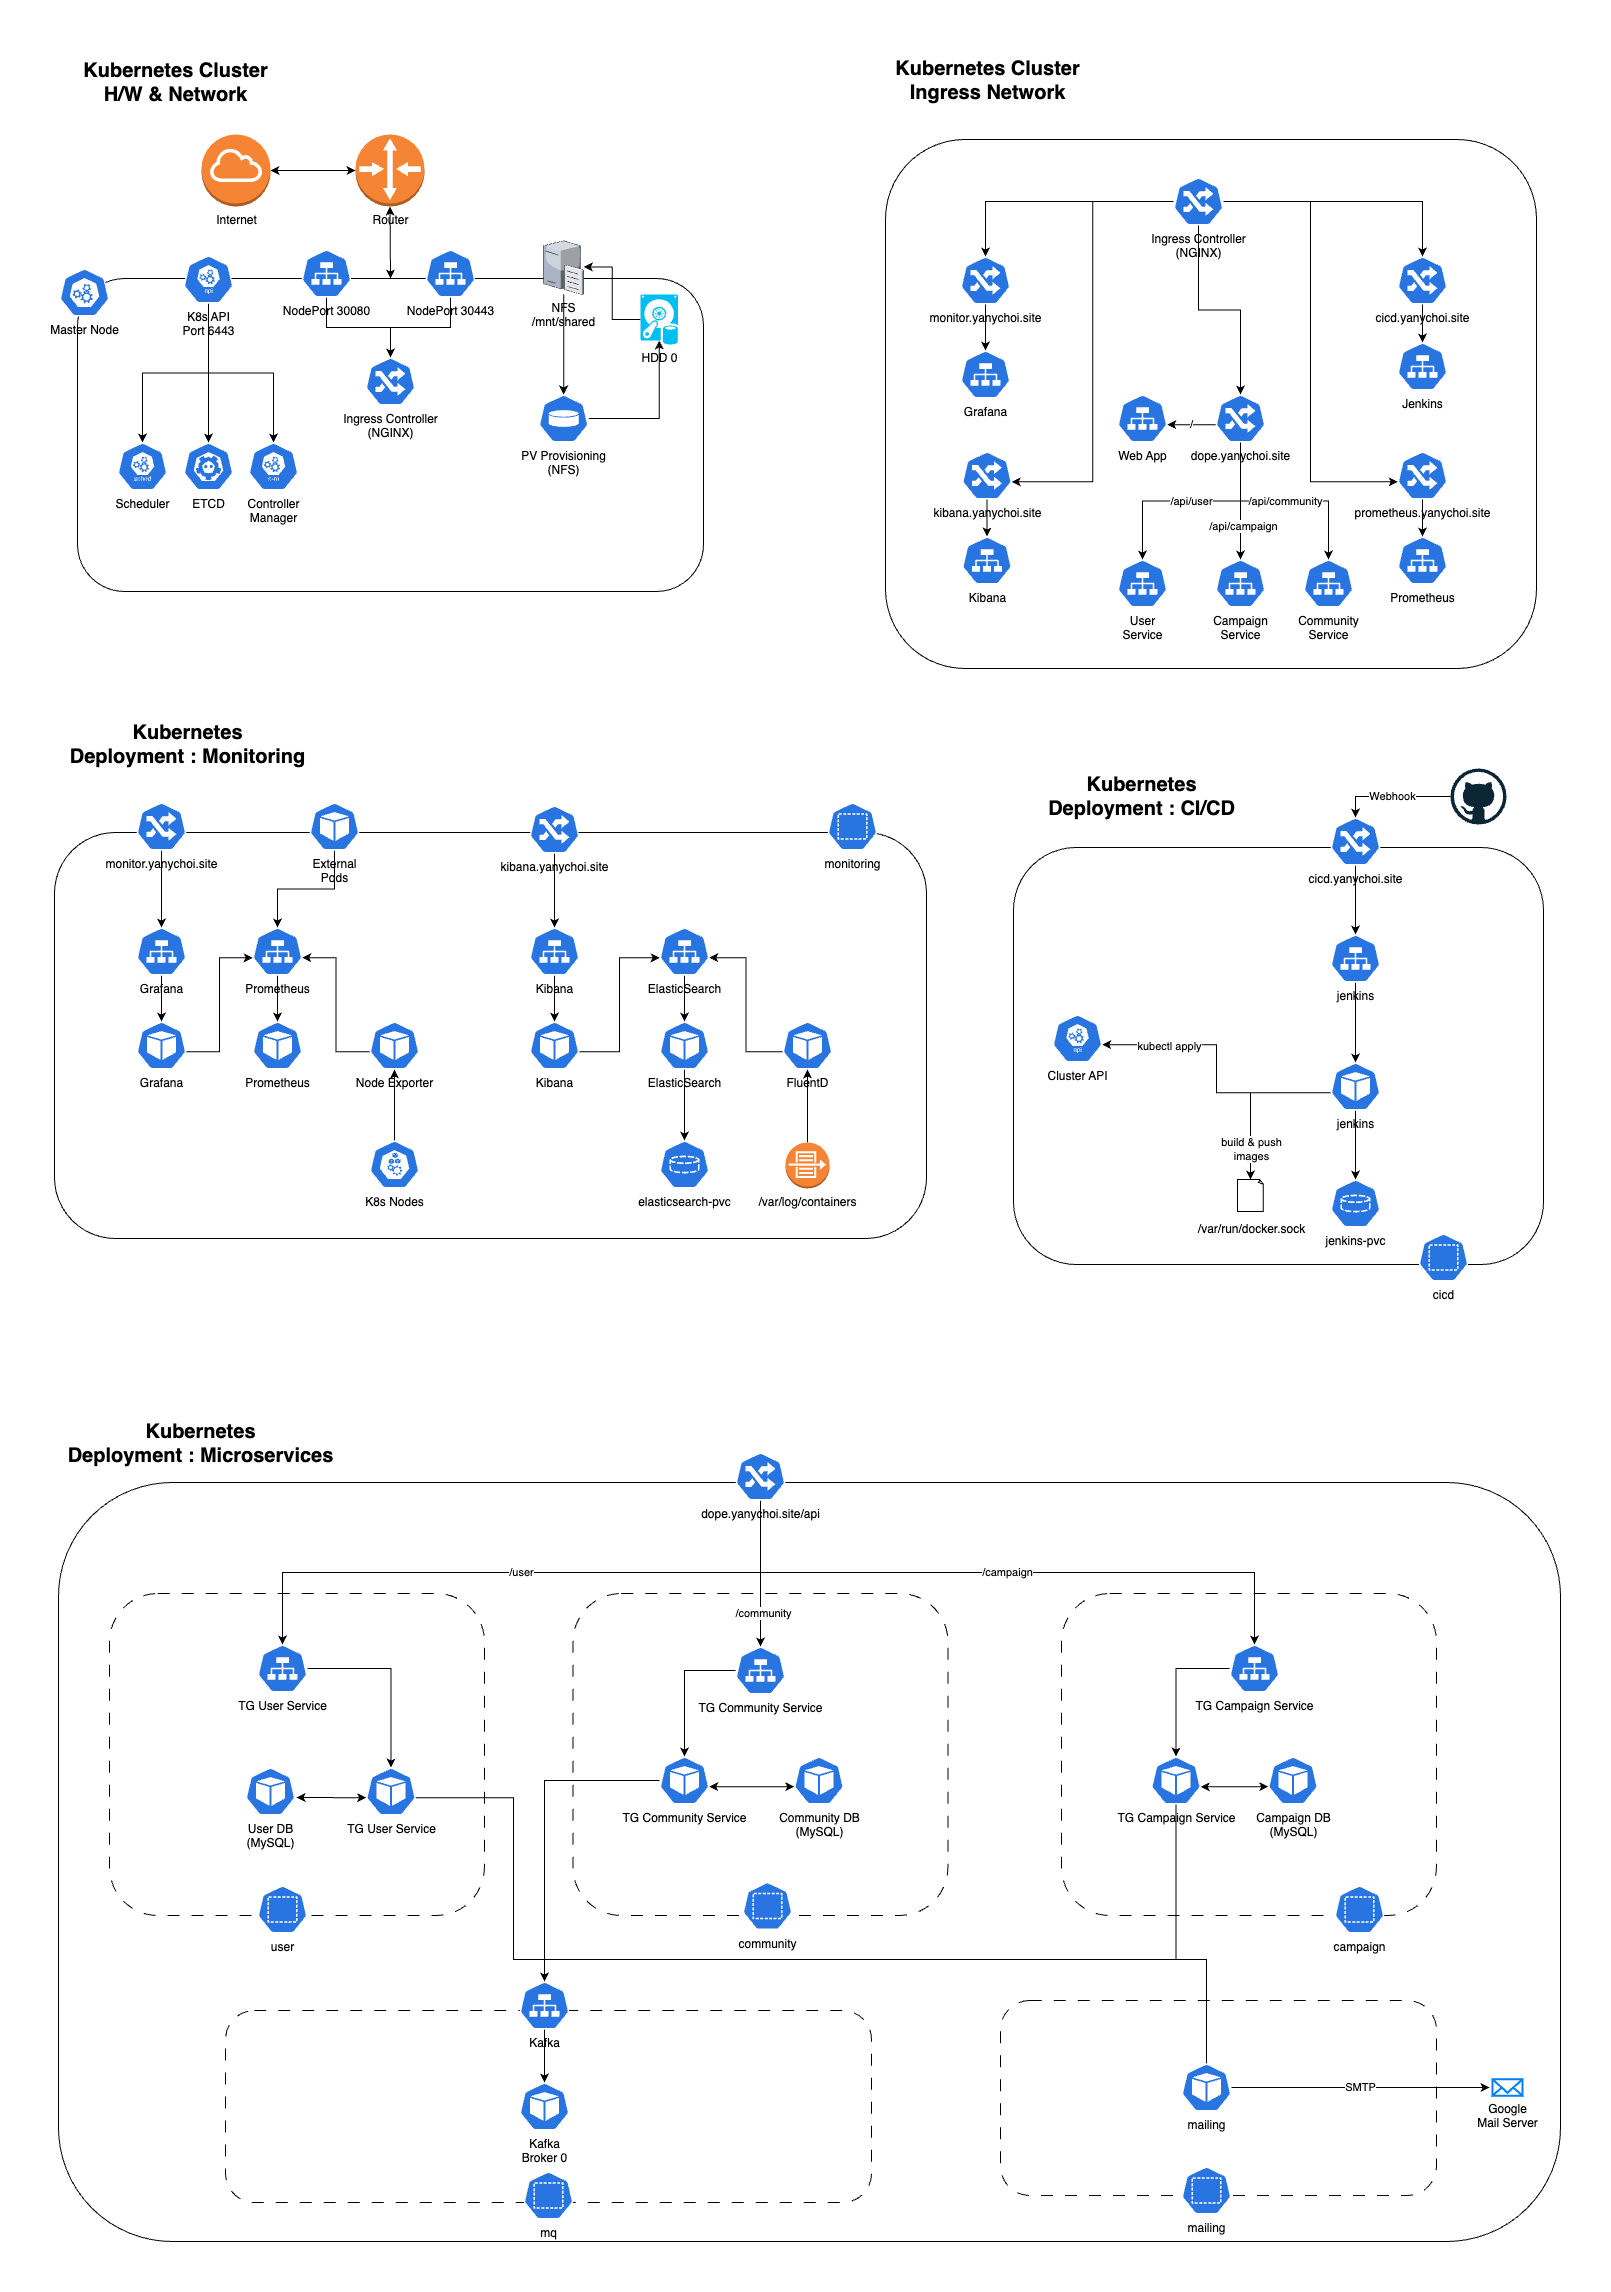 Kubernetes Cluster
H/W & Network
Internet
Router
Master Node
K8s API
Port 6443
NodePort 30080
NodePort 30443
NFS
/mnt/shared
HDD 0
Ingress Controller
(NGINX)
PV Provisioning
(NFS)
api
sched
c-m
Scheduler
ETCD
Controller
Manager
Kubernetes Cluster
Ingress Network
Ingress Controller
(NGINX)
monitor.yanychoi.site
cicd.yanychoi.site
Grafana
Jenkins
/
Web App
dope.yanychoi.site
kibana.yanychoi.site
/api/user
/api/community
/api/campaign
prometheus.yanychoi.site
Kibana
User
Service
Campaign
Service
Community
Service
Prometheus
Kubernetes
Deployment : Monitoring
monitor.yanychoi.site
External
Pods
kibana.yanychoi.site
monitoring
Grafana
Prometheus
Kibana
ElasticSearch
Grafana
Prometheus
Node Exporter
Kibana
ElasticSearch
FluentD
K8s Nodes
elasticsearch-pvc
/var/log/containers
Kubernetes
Deployment : CI/CD
Webhook
cicd.yanychoi.site
jenkins
api
Cluster API
kubectl apply
jenkins
build & push
images
/var/run/docker.sock
jenkins-pvc
cicd
Kubernetes
Deployment : Microservices
dope.yanychoi.site/api
/user
/campaign
/community
TG User Service
TG Community Service
TG Campaign Service
User DB
(MySQL)
TG User Service
TG Community Service
Community DB
(MySQL)
TG Campaign Service
Campaign DB
(MySQL)
user
community
campaign
Kafka
Kafka
Broker 0
mq
mailing
SMTP
Google
Mail Server
mailing